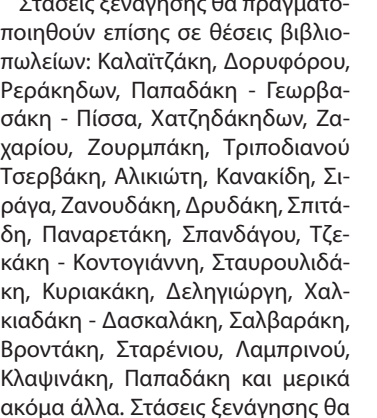 Στάσεις ξενάγησης θα πραγματο-
ποιηθούν επίσης σε θέσεις βιβλιο-
πωλείων: Καλαϊτζάκη, Δορυφόρου,
Ρεράκηδων, Παπαδάκη - Γεωρβα-
σάκη - Πίσσα, Χατζηδάκηδων, Ζα-
χαρίου, Ζουρμπάκη, Τριποδιανού
Τσερβάκη, Αλικιώτη, Κανακίδη, Σι-
ράγα, Ζανουδάκη, Δρυδάκη, Σπιτά-
δη, Παναρετάκη, Σπανδάγου, Τζε-
κάκη - Κοντογιάννη, Σταυρουλιδά-
κη, Κυριακάκη, Δεληγιώργη, Χαλ-
κιαδάκη - Δασκαλάκη, Σαλβαράκη,
Βροντάκη, Σταρένιου, Λαμπρινού,
Κλαψινάκη, Παπαδάκη και μερικά
ακόμα άλλα. Στάσεις ξενάγησης θα